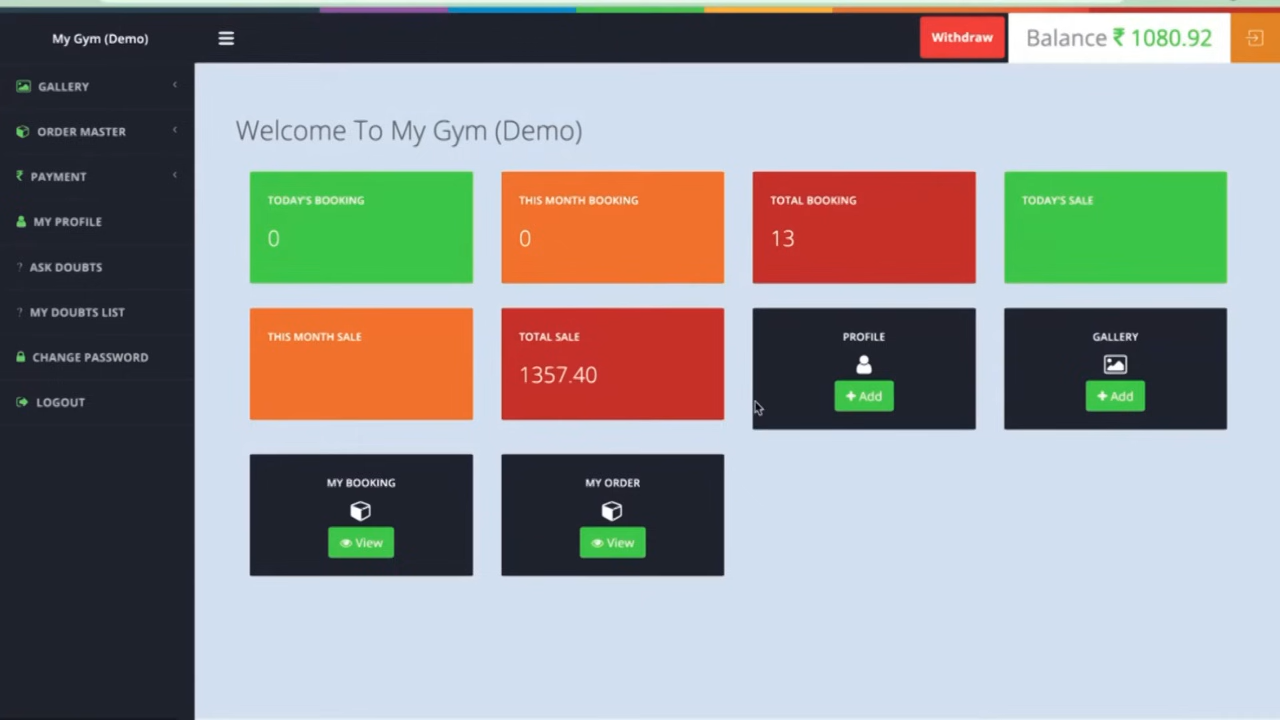 My Gym (Demo)
Withdraw
Balance ₹ 1080.92
GALLERY
ORDER MASTER
₹ PAYMENT
MY PROFILE
? ASK DOUBTS
? MY DOUBTS LIST
CHANGE PASSWORD
LOGOUT
Welcome To My Gym (Demo)
TODAY'S BOOKING
0
THIS MONTH BOOKING
0
TOTAL BOOKING
13
TODAY'S SALE
THIS MONTH SALE
TOTAL SALE
1357.40
PROFILE
+ Add
GALLERY
+ Add
MY BOOKING
View
MY ORDER
View